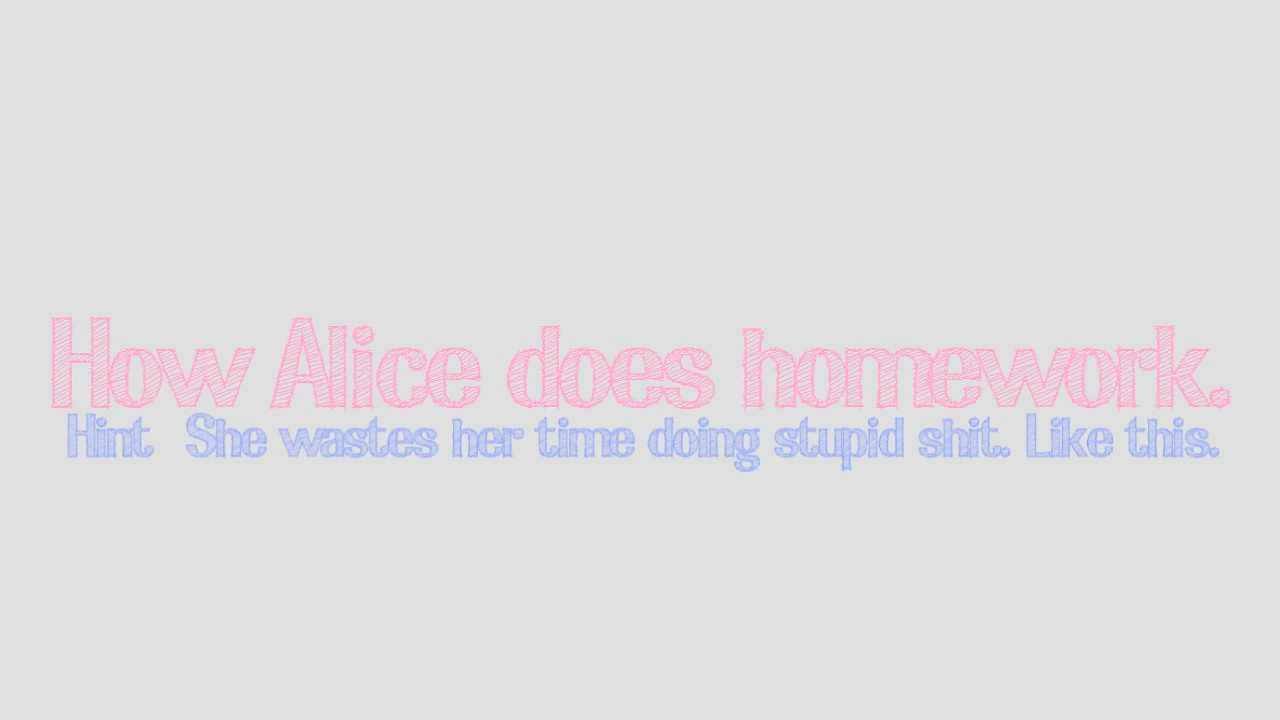 How Alice does homework.
Hint  She wastes her time doing stupid shit. Like this.